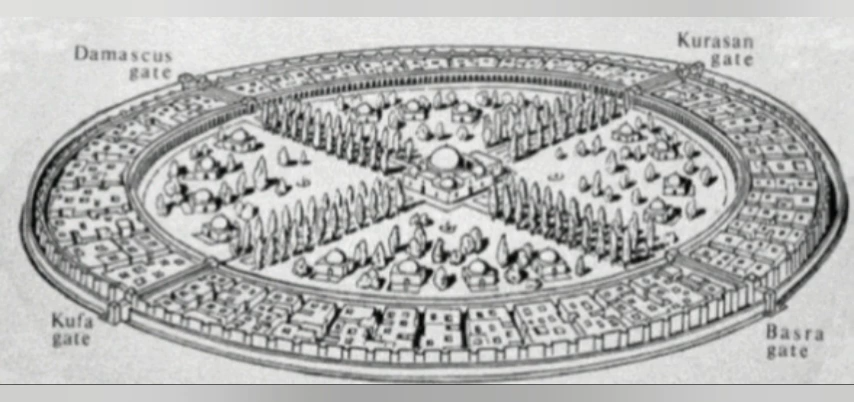 Damascus
gate
Kurasan
gate
Kufa
gate
Basra
gate